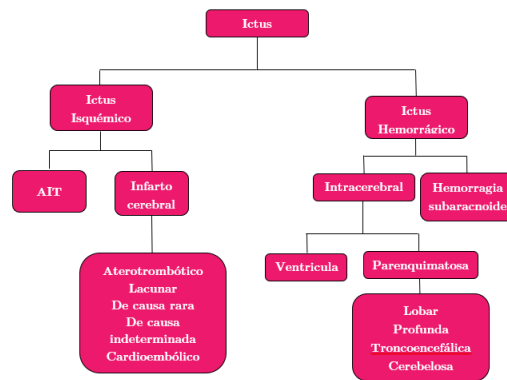 Ictus
Ictus
Isquémico
Ictus
Hemorrágico
AIT
Infarto
cerebral
Intracerebral
Hemorragia
subaracnoide
Ventricula
Parenquimatosa
Aterotrombótico
Lacunar
De causa rara
De causa
indeterminada
Cardioembólico
Lobar
Profunda
Troncoencefálica
Cerebelosa